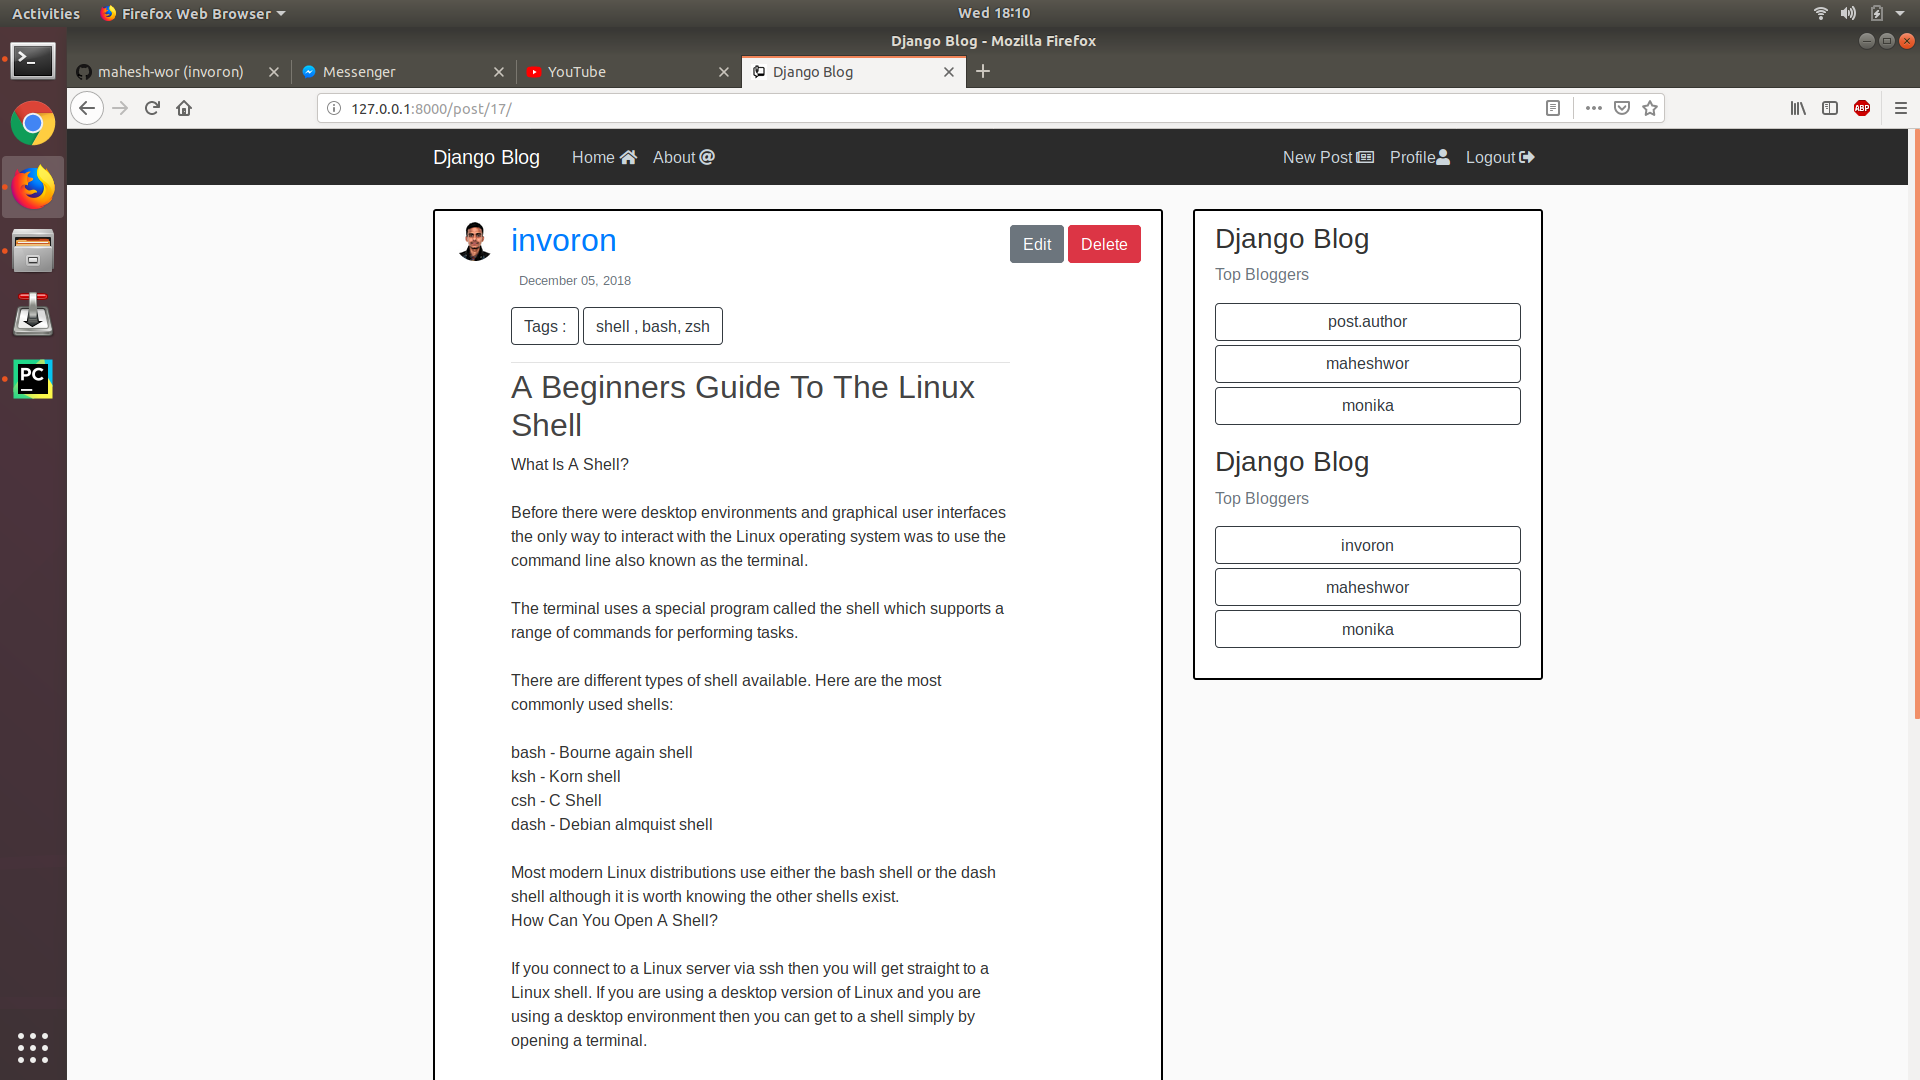 Activities
Firefox Web Browser
Wed 18:10
Django Blog - Mozilla Firefox
mahesh-wor (invoron)
Messenger
YouTube
Django Blog
127.0.0.1:8000/post/17/
ABP
Django Blog
Home
About
New Post
Profile
Logout
invoron
Edit
Delete
December 05, 2018
Tags :
shell , bash, zsh
A Beginners Guide To The Linux
Shell
What Is A Shell?
Before there were desktop environments and graphical user interfaces
the only way to interact with the Linux operating system was to use the
command line also known as the terminal.
The terminal uses a special program called the shell which supports a
range of commands for performing tasks.
There are different types of shell available. Here are the most
commonly used shells:
bash - Bourne again shell
ksh - Korn shell
csh - C Shell
dash - Debian almquist shell
Most modern Linux distributions use either the bash shell or the dash
shell although it is worth knowing the other shells exist.
How Can You Open A Shell?
If you connect to a Linux server via ssh then you will get straight to a
Linux shell. If you are using a desktop version of Linux and you are
using a desktop environment then you can get to a shell simply by
opening a terminal.
Django Blog
Top Bloggers
post.author
maheshwor
monika
Django Blog
Top Bloggers
invoron
maheshwor
monika
PC